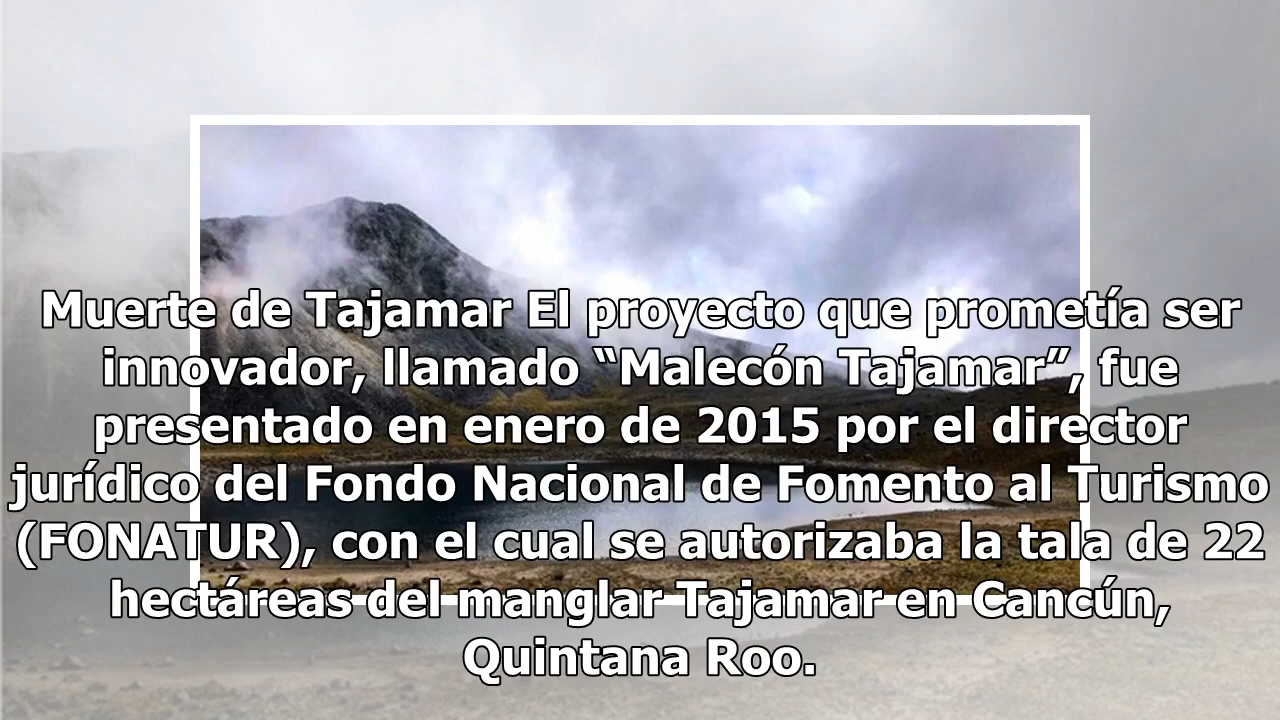 Muerte de Tajamar El proyecto que prometía ser
innovador, llamado “Malecón Tajamar”, fue
presentado en enero de 2015 por el director
jurídico del Fondo Nacional de Fomento al Turismo
(FONATUR), con el cual se autorizaba la tala de 22
hectáreas del manglar Tajamar en Cancún,
Quintana Roo.